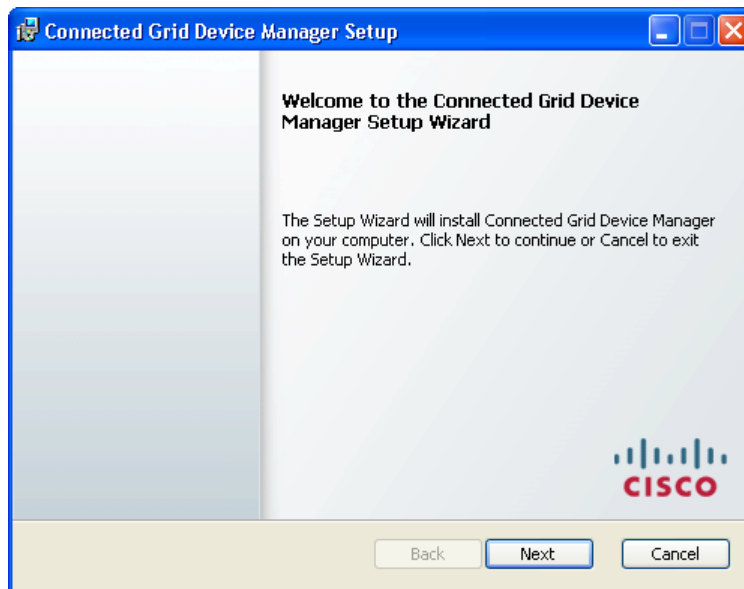 Connected Grid Device Manager Setup
Welcome to the Connected Grid Device
Manager Setup Wizard
The Setup Wizard will install Connected Grid Device Manager
on your computer. Click Next to continue or Cancel to exit
the Setup Wizard.
CISCO
Back
Next
Cancel